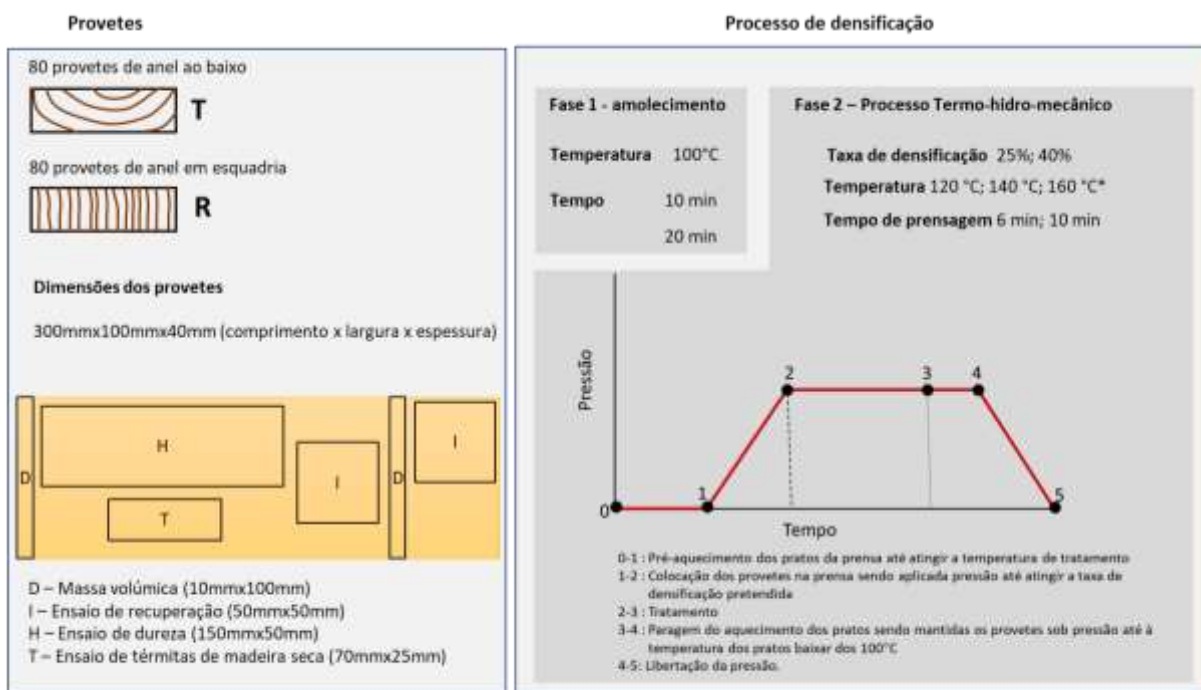 Provetes
80 provetes de anel ao baixo
T
80 provetes de anel em esquadria
R
Dimensões dos provetes
300mmx100mmx40mm (comprimento x largura x espessura)
D
H
T
I
D
I
D – Massa volúmica (10mmx100mm)
I – Ensaio de recuperação (50mmx50mm)
H – Ensaio de dureza (150mmx50mm)
T – Ensaio de térmitas de madeira seca (70mmx25mm)
Processo de densificação
Fase 1 - amolecimento
Temperatura 100°C
Tempo 10 min
20 min
Fase 2 – Processo Termo-hidro-mecânico
Taxa de densificação 25%; 40%
Temperatura 120 °C; 140 °C; 160 °C*
Tempo de prensagem 6 min; 10 min
Pressão
0
1
2
3
4
5
Tempo
0-1 : Pré-aquecimento dos pratos da prensa até atingir a temperatura de tratamento
1-2 : Colocação dos provetes na prensa sendo aplicada pressão até atingir a taxa de
densificação pretendida
2-3 : Tratamento
3-4 : Paragem do aquecimento dos pratos sendo mantidas os provetes sob pressão até à
temperatura dos pratos baixar dos 100°C
4-5: Libertação da pressão.